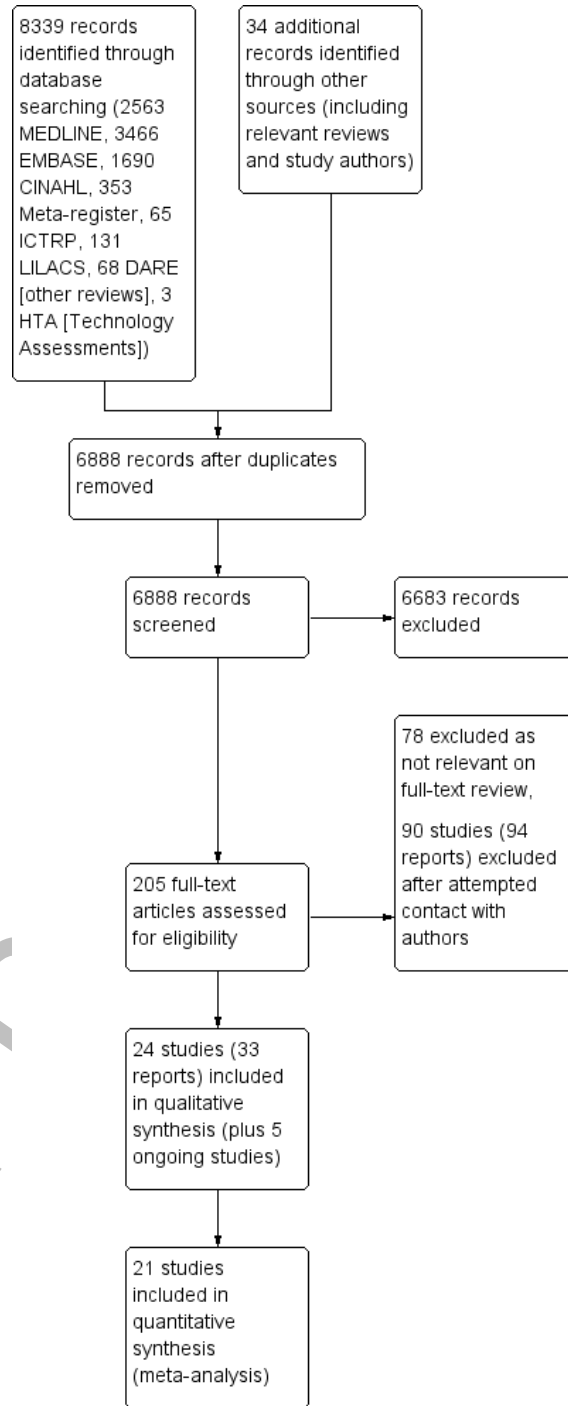 8339 records
identified through
database
searching (2563
MEDLINE, 3466
EMBASE, 1690
CINAHL, 353
Meta-register, 65
ICTRP, 131
LILACS, 68 DARE
[other reviews], 3
HTA [Technology
Assessments])
34 additional
records identified
through other
sources (including
relevant reviews
and study authors)
6888 records after duplicates
removed
6888 records
screened
6683 records
excluded
78 excluded as
not relevant on
full-text review,
90 studies (94
reports) excluded
after attempted
contact with
authors
205 full-text
articles assessed
for eligibility
24 studies (33
reports) included
in qualitative
synthesis (plus 5
ongoing studies)
21 studies
included in
quantitative
synthesis
(meta-analysis)